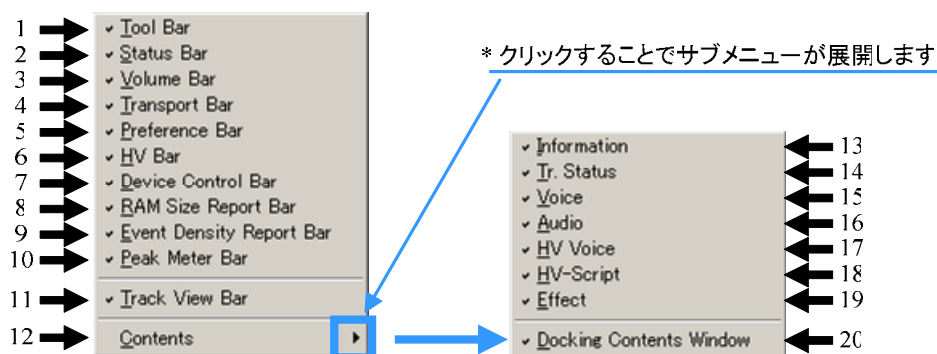 1 Tool Bar
2 Status Bar
3 Volume Bar
4 Transport Bar
5 Preference Bar
6 HV Bar
7 Device Control Bar
8 RAM Size Report Bar
9 Event Density Report Bar
10 Peak Meter Bar
11 Track View Bar
12 Contents
* クリックすることでサブメニューが展開します
Information 13
Tr. Status 14
Voice 15
Audio 16
HV Voice 17
HV-Script 18
Effect 19
Docking Contents Window 20